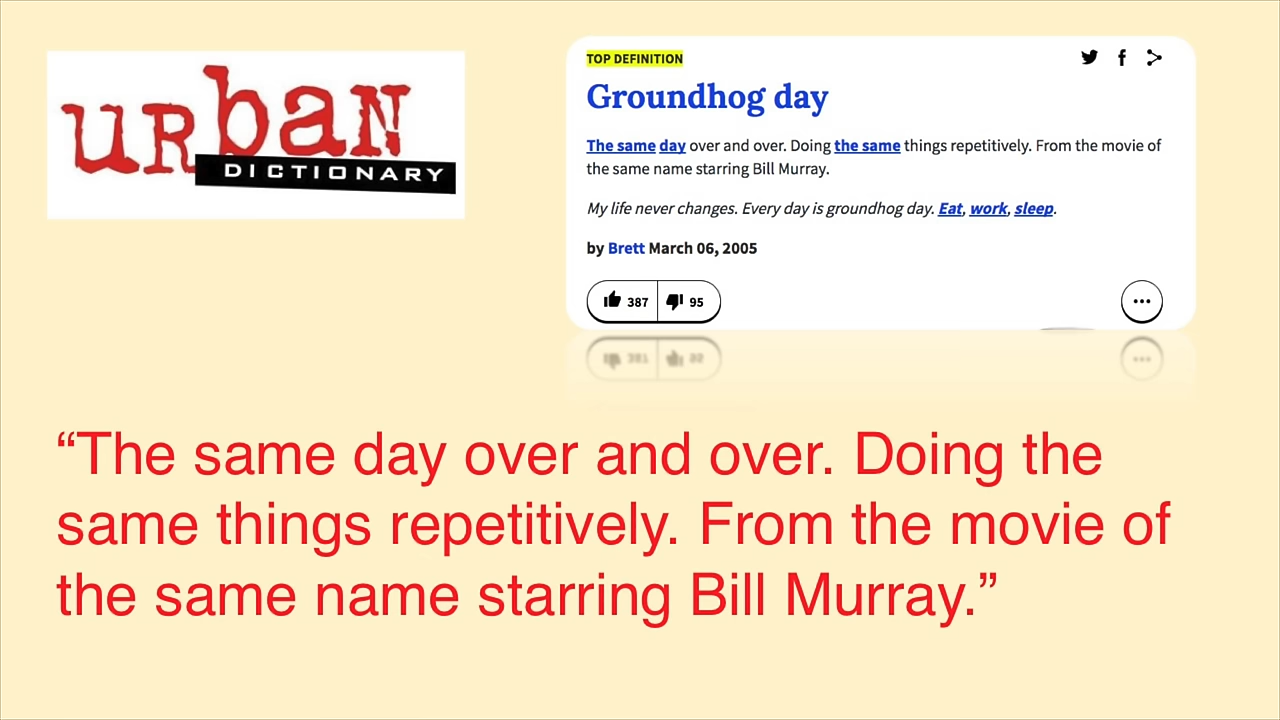 urban
DICTIONARY
TOP DEFINITION
Groundhog day
The same day over and over. Doing the same things repetitively. From the movie of
the same name starring Bill Murray.
My life never changes. Every day is groundhog day. Eat, work, sleep.
by Brett March 06, 2005
387 95
“The same day over and over. Doing the
same things repetitively. From the movie of
the same name starring Bill Murray.”